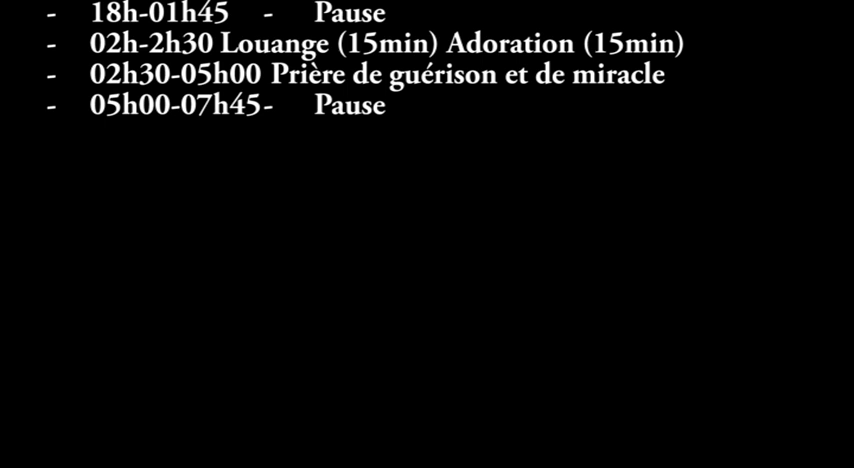 - 18h-01h45 - Pause
- 02h-2h30 Louange (15min) Adoration (15min)
- 02h30-05h00 Prière de guérison et de miracle
- 05h00-07h45- Pause